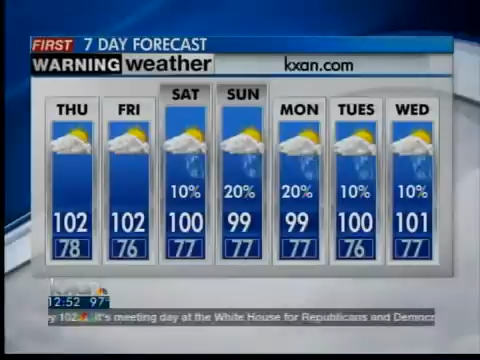 FIRST 7 DAY FORECAST
WARNING weather kxan.com
THU FRI SAT SUN MON TUES WED
10% 20% 20% 10% 10%
102 102 100 99 99 100 101
78 76 77 77 77 76 77
12:52 97°
y 102 it's meeting day at the White House for Republicans and Democr